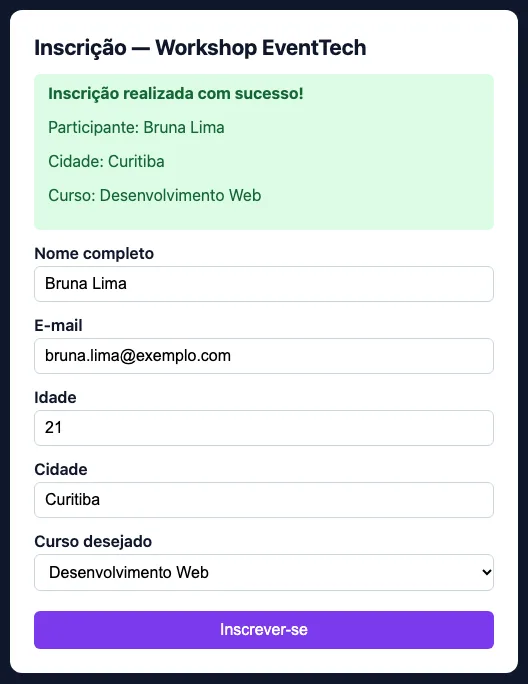 Inscrição — Workshop EventTech
Inscrição realizada com sucesso!
Participante: Bruna Lima
Cidade: Curitiba
Curso: Desenvolvimento Web
Nome completo
Bruna Lima
E-mail
bruna.lima@exemplo.com
Idade
21
Cidade
Curitiba
Curso desejado
Desenvolvimento Web
Inscrever-se